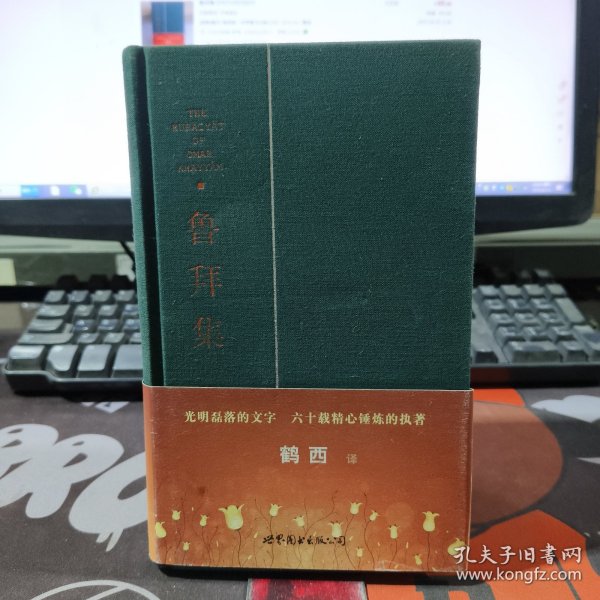 THE
RUBÁIYÁT
OF
OMAR
KHAYYÁM
鲁拜集
光明磊落的文字 六十载精心锤炼的执著
鹤西 译
世界图书出版公司
孔夫子旧书网
www.kongfz.com